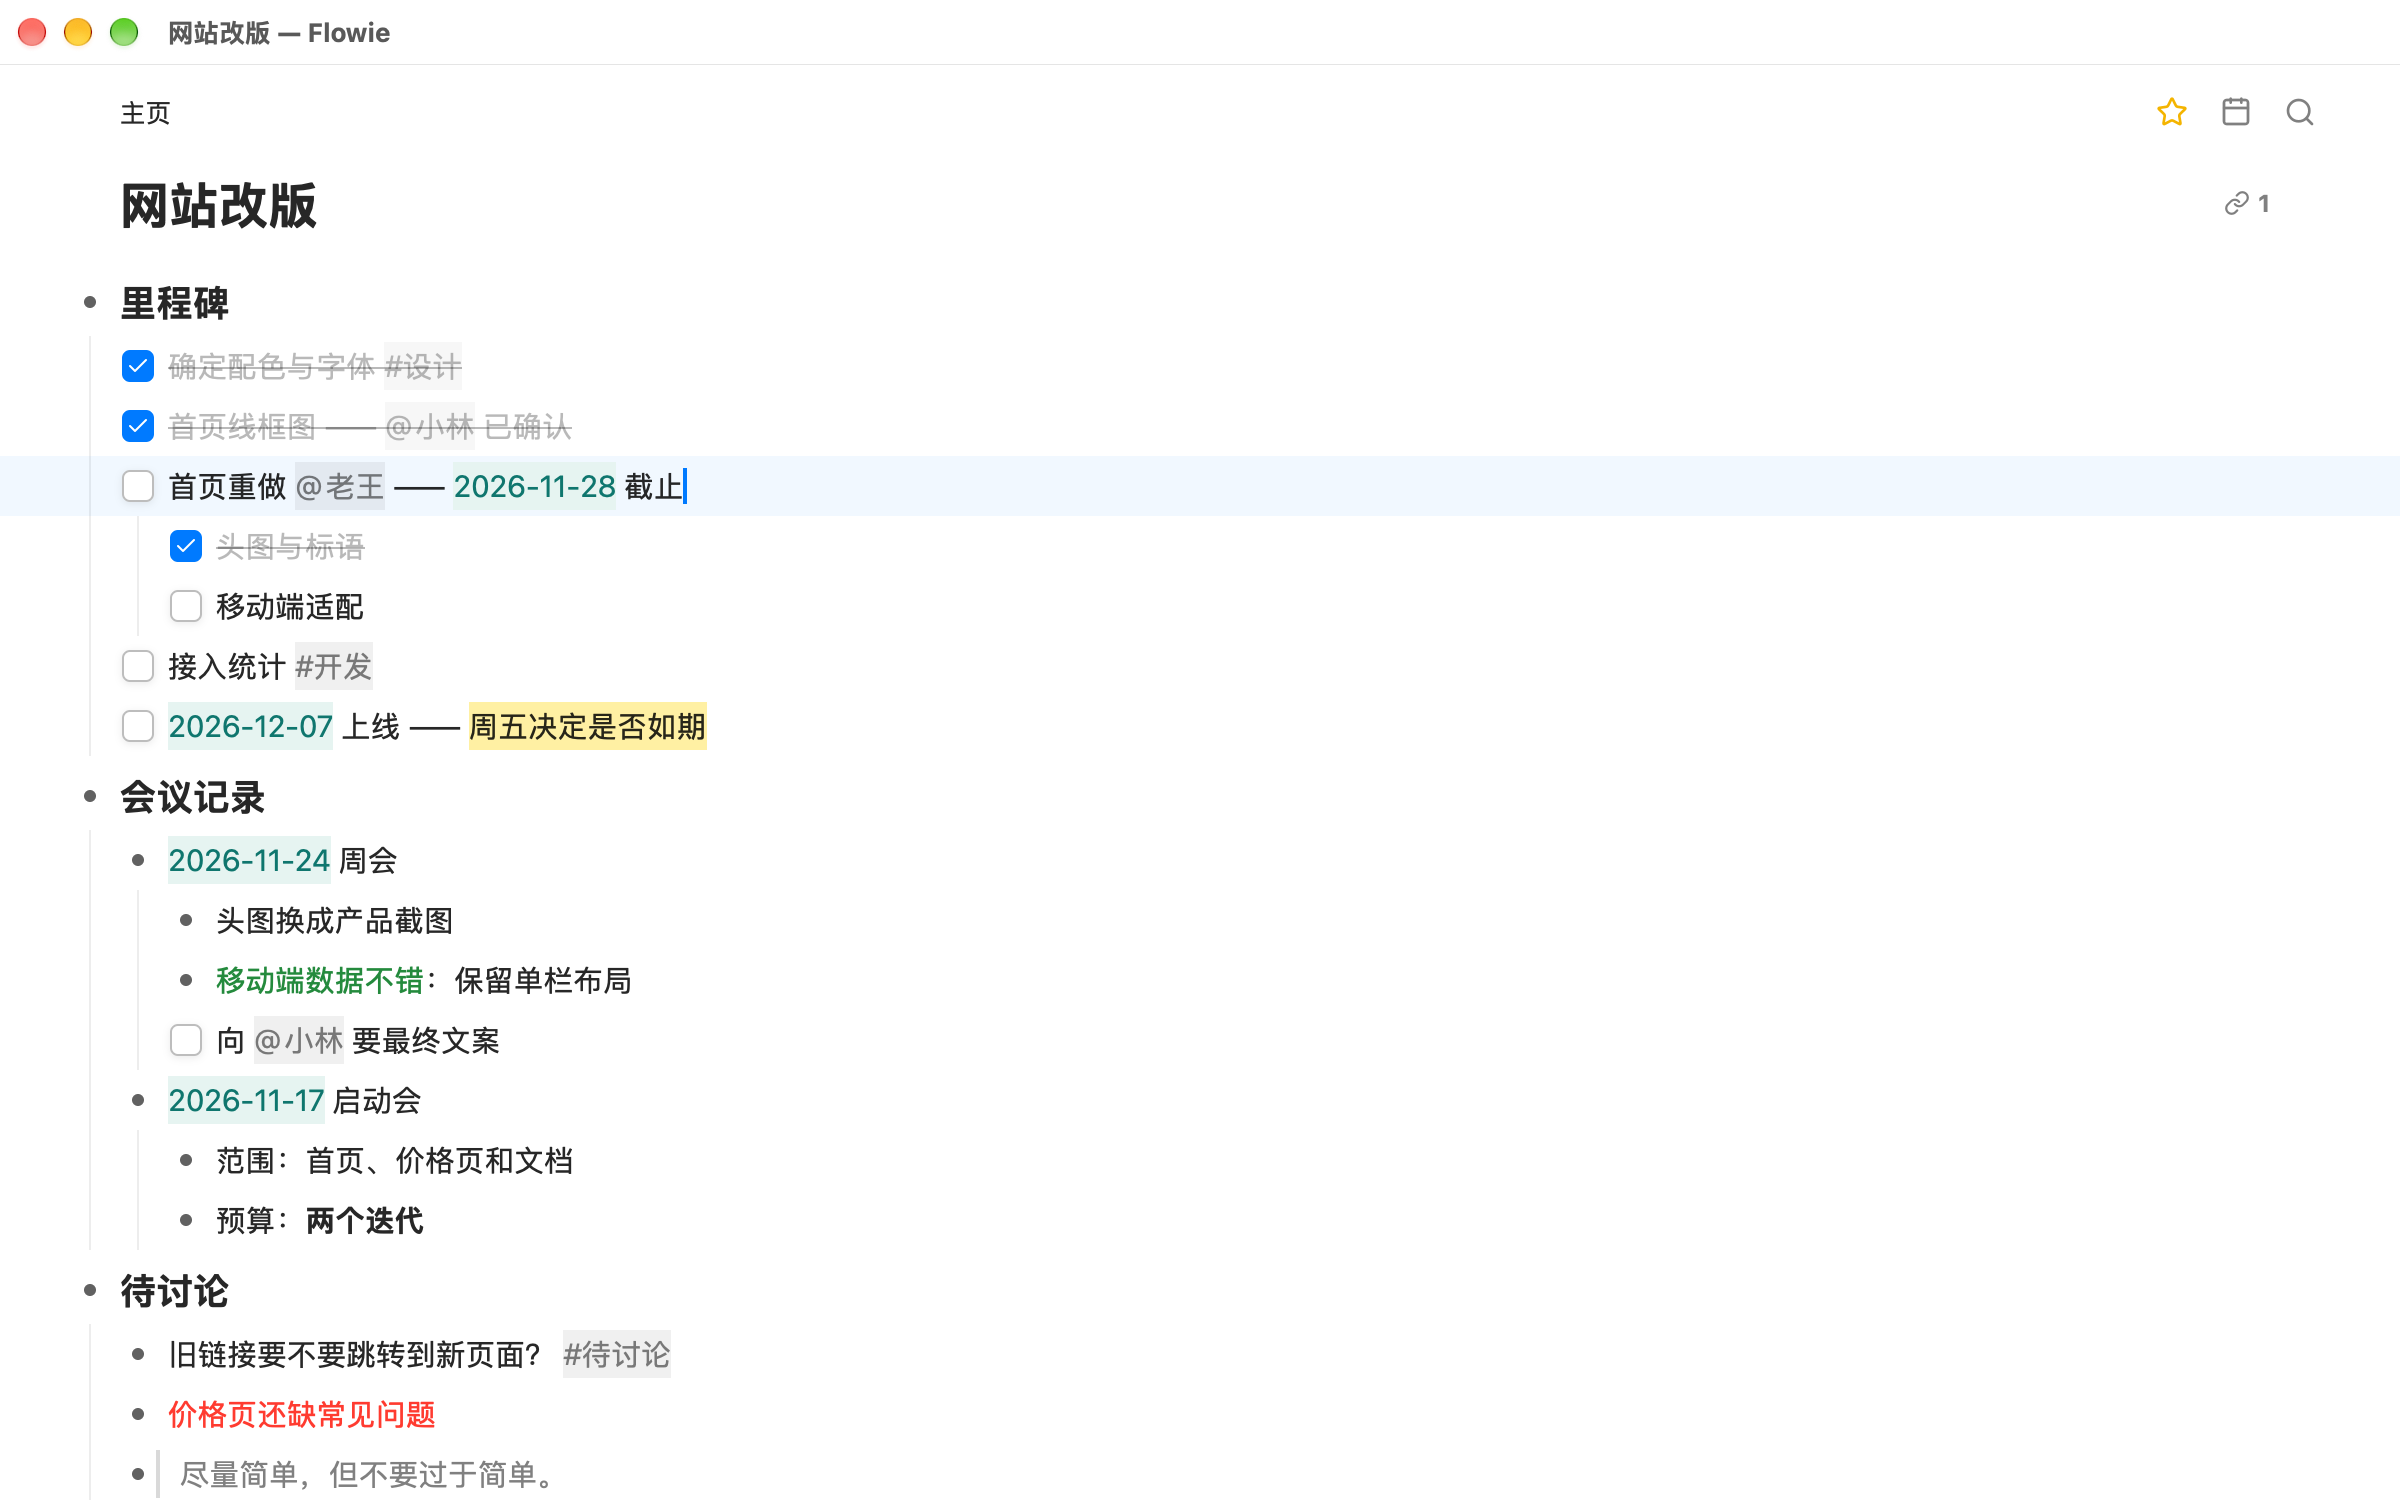 网站改版 — Flowie
主页
网站改版
1
里程碑
确定配色与字体 #设计
首页线框图 —— @小林 已确认
首页重做 @老王 —— 2026-11-28 截止
头图与标语
移动端适配
接入统计 #开发
2026-12-07 上线 —— 周五决定是否如期
会议记录
2026-11-24 周会
头图换成产品截图
移动端数据不错：保留单栏布局
向 @小林 要最终文案
2026-11-17 启动会
范围：首页、价格页和文档
预算：两个迭代
待讨论
旧链接要不要跳转到新页面？ #待讨论
价格页还缺常见问题
尽量简单，但不要过于简单。